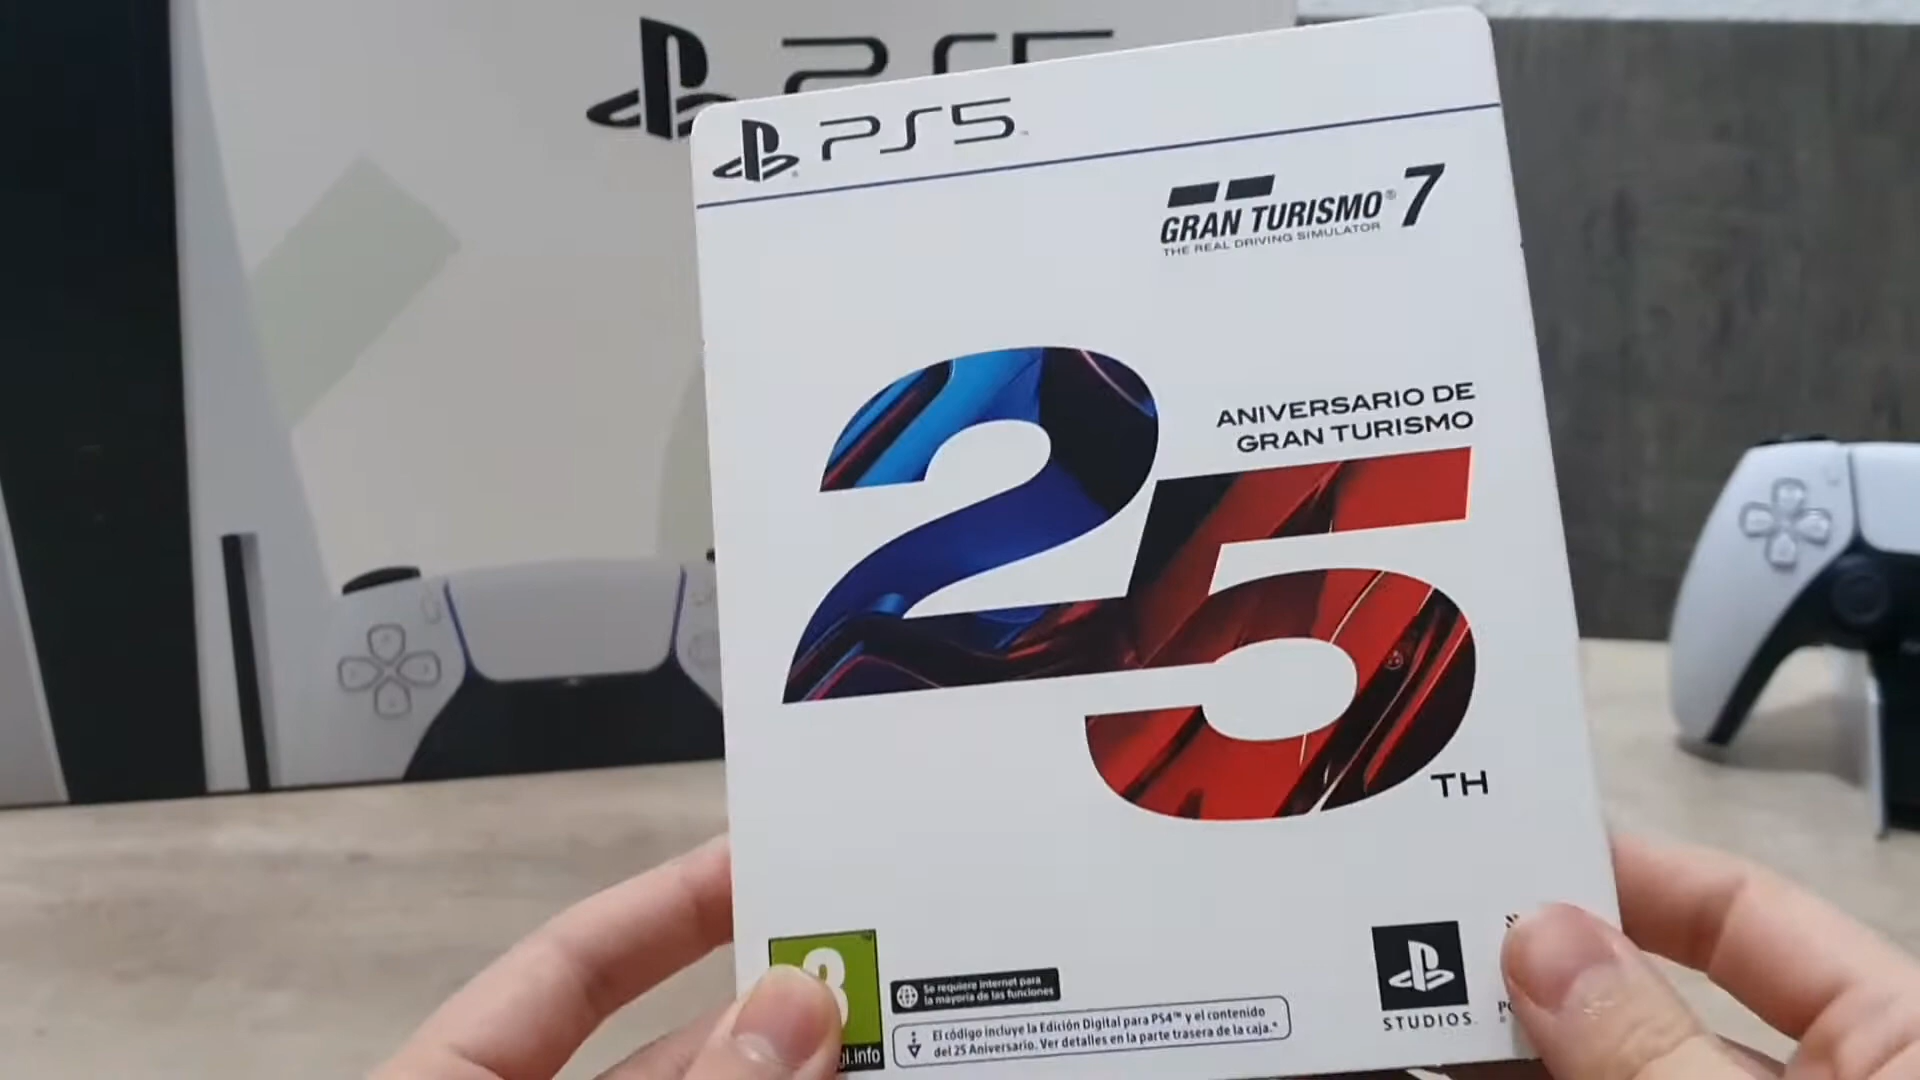 PS5
PS5
GRAN TURISMO® 7
THE REAL DRIVING SIMULATOR
ANIVERSARIO DE
GRAN TURISMO
25
TH
Se requiere internet para
la mayoría de las funciones
El código incluye la Edición Digital para PS4™ y el contenido
del 25 Aniversario. Ver detalles en la parte trasera de la caja.*
.info
STUDIOS